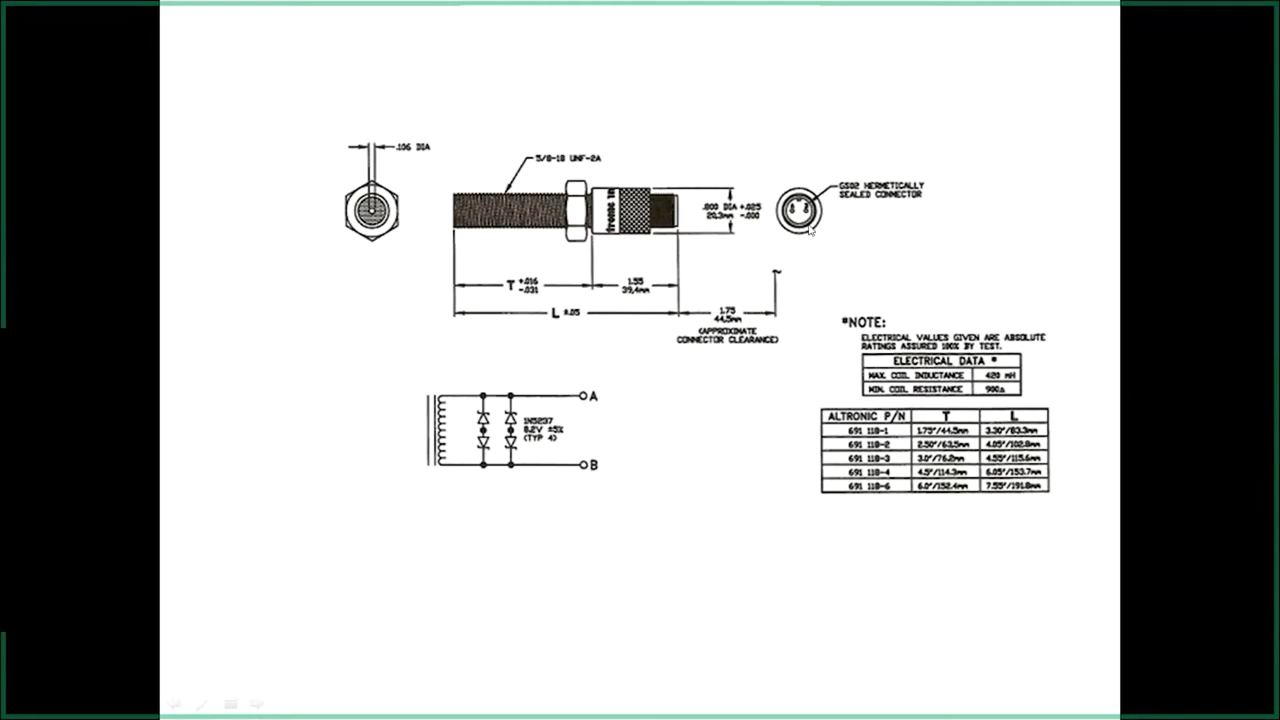 .106 DIA
5/8-18 UNF-2A
GS02 HERMETICALLY
SEALED CONNECTOR
.800 DIA +.025
20,3mm -.000
T +.016
-.031
1.55
39,4mm
L ±.05
1.75
44,5mm
(APPROXIMATE
CONNECTOR CLEARANCE)
*NOTE:
ELECTRICAL VALUES GIVEN ARE ABSOLUTE
RATINGS ASSURED 100% BY TEST.
ELECTRICAL DATA *
MAX. COIL INDUCTANCE 420 mH
MIN. COIL RESISTANCE 900Ω
A
1N5237
8.2V ±5%
(TYP 4)
B
ALTRONIC P/N T L
691 118-1 1.75"/44.5mm 3.30"/83.3mm
691 118-2 2.50"/63.5mm 4.05"/102.8mm
691 118-3 3.0"/76.2mm 4.55"/115.6mm
691 118-4 4.5"/114.3mm 6.05"/153.7mm
691 118-6 6.0"/152.4mm 7.55"/191.8mm